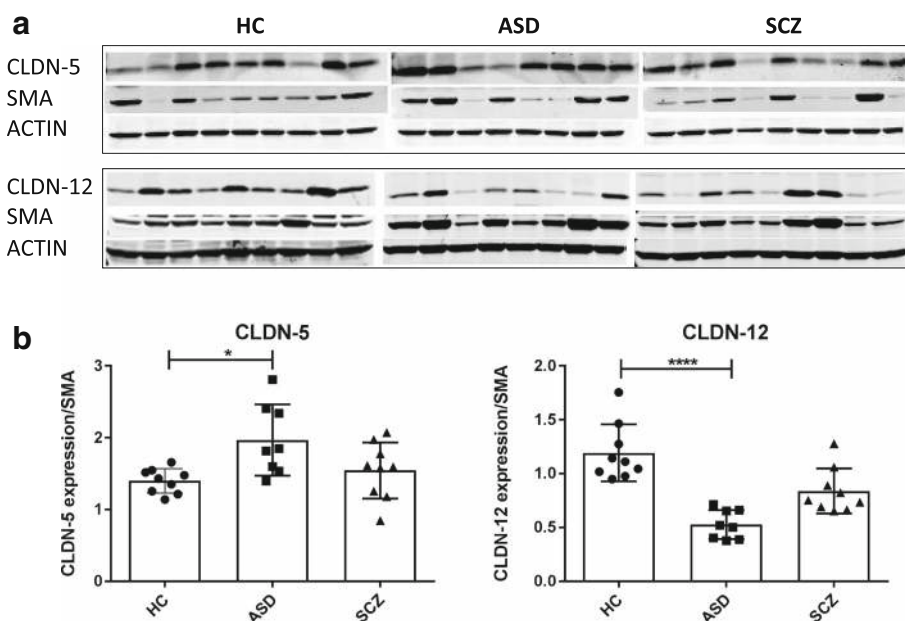 a
HC ASD SCZ
CLDN-5
SMA
ACTIN
CLDN-12
SMA
ACTIN
b
CLDN-5
CLDN-5 expression/SMA
3
2
1
0
*
HC ASD SCZ
CLDN-12
CLDN-12 expression/SMA
2.0
1.5
1.0
0.5
0.0
****
HC ASD SCZ